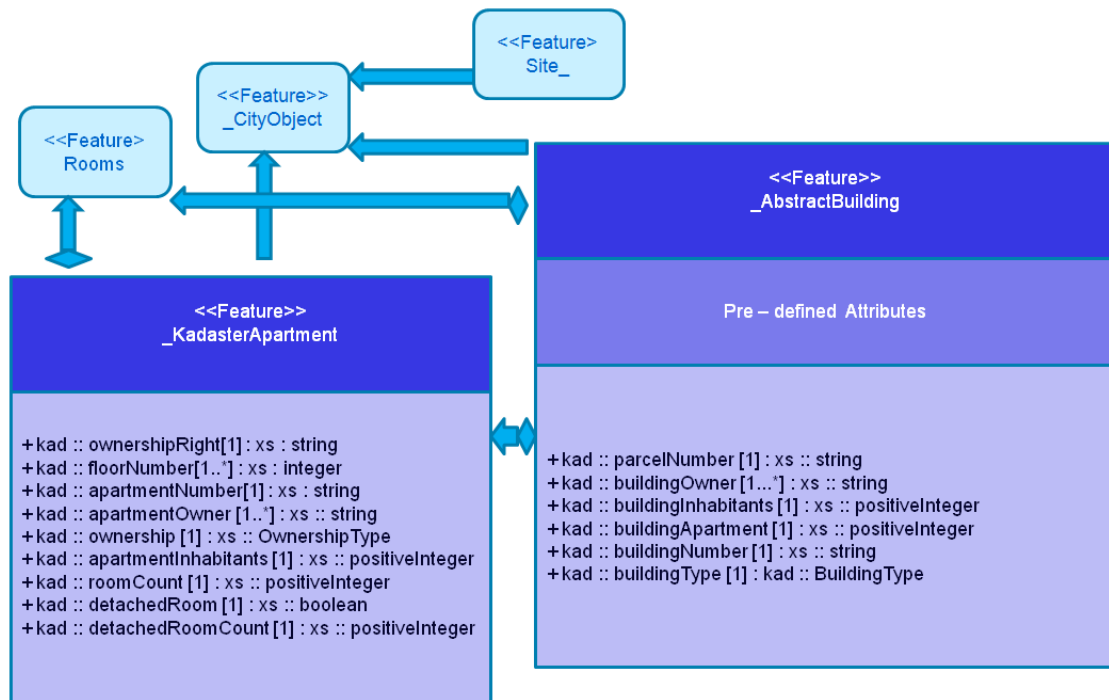 <<Feature>
Site_
<<Feature>>
_CityObject
<<Feature>
Rooms
<<Feature>>
_AbstractBuilding
Pre – defined Attributes
+kad :: parcelNumber [1] : xs :: string
+kad :: buildingOwner [1...*] : xs :: string
+kad :: buildingInhabitants [1] : xs :: positiveInteger
+kad :: buildingApartment [1] : xs :: positiveInteger
+kad :: buildingNumber [1] : xs :: string
+kad :: buildingType [1] : kad :: BuildingType
<<Feature>>
_KadasterApartment
+kad :: ownershipRight[1] : xs : string
+kad :: floorNumber[1..*] : xs : integer
+kad :: apartmentNumber[1] : xs : string
+kad :: apartmentOwner [1..*] : xs :: string
+kad :: ownership [1] : xs :: OwnershipType
+kad :: apartmentInhabitants [1] : xs :: positiveInteger
+kad :: roomCount [1] : xs :: positiveInteger
+kad :: detachedRoom [1] : xs :: boolean
+kad :: detachedRoomCount [1] : xs :: positiveInteger